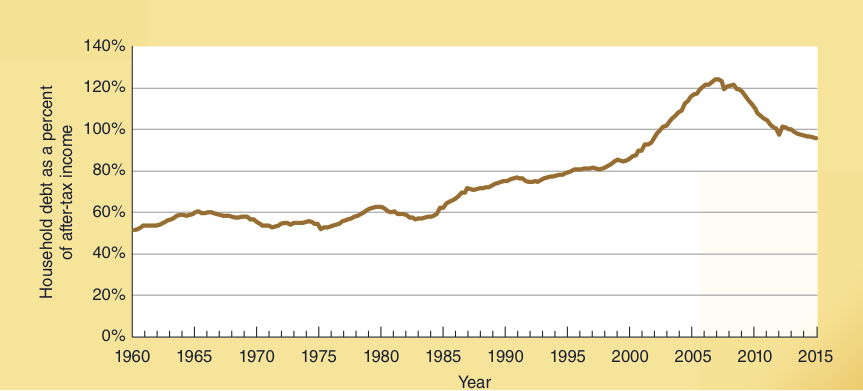 140%
120%
100%
80%
60%
40%
20%
0%
Household debt as a percent
of after-tax income
1960 1965 1970 1975 1980 1985 1990 1995 2000 2005 2010 2015
Year